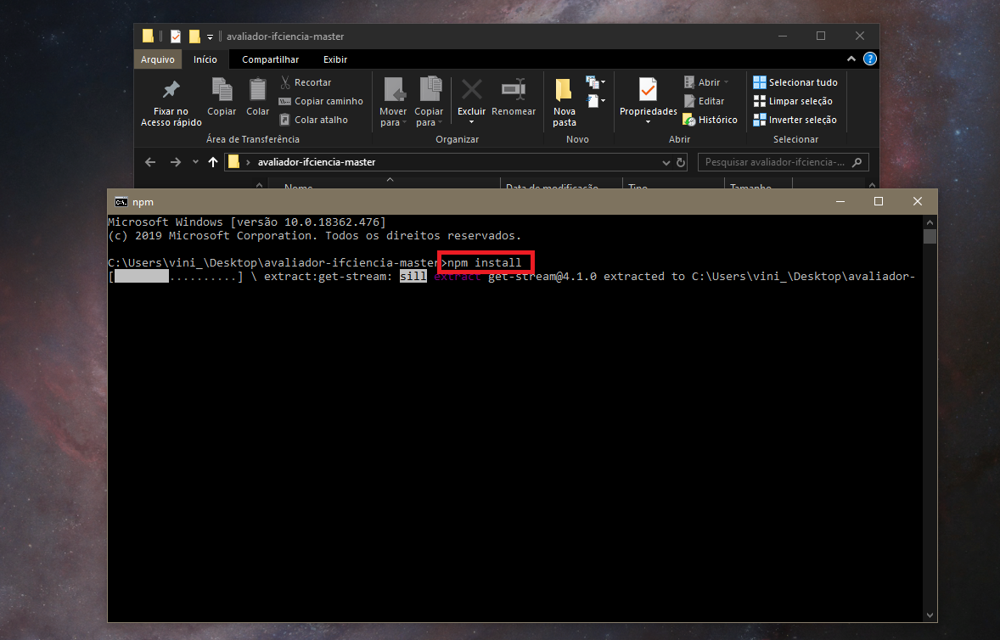 avaliador-ifciencia-master
Arquivo Início Compartilhar Exibir
Fixar no
Acesso rápido
Copiar
Colar
Recortar
Copiar caminho
Colar atalho
Área de Transferência
Mover
para
Copiar
para
Excluir
Renomear
Organizar
Nova
pasta
Novo
Propriedades
Abrir
Editar
Histórico
Abrir
Selecionar tudo
Limpar seleção
Inverter seleção
Selecionar
avaliador-ifciencia-master
Pesquisar avaliador-ifciencia-...
Nome Data de modificação Tipo Tamanho
npm
Microsoft Windows [versão 10.0.18362.476]
(c) 2019 Microsoft Corporation. Todos os direitos reservados.
C:\Users\vini_\Desktop\avaliador-ifciencia-master>npm install
[..........] \ extract:get-stream: sill extract get-stream@4.1.0 extracted to C:\Users\vini_\Desktop\avaliador-